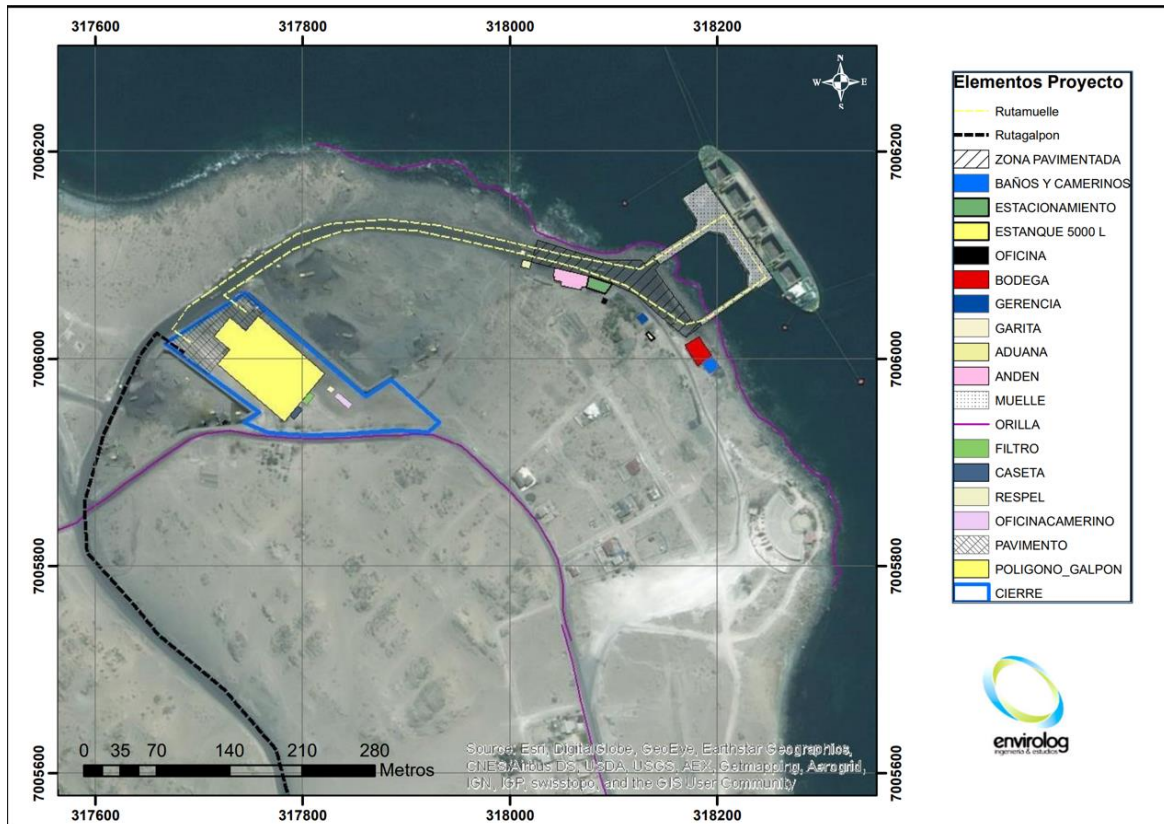 317600 317800 318000 318200
N
W E
S
7006200
7006200
7006000
7006000
7005800
7005800
7005600
7005600
Elementos Proyecto
Rutamuelle
Rutagalpon
ZONA PAVIMENTADA
BAÑOS Y CAMERINOS
ESTACIONAMIENTO
ESTANQUE 5000 L
OFICINA
BODEGA
GERENCIA
GARITA
ADUANA
ANDEN
MUELLE
ORILLA
FILTRO
CASETA
RESPEL
OFICINACAMERINO
PAVIMENTO
POLIGONO_GALPON
CIERRE
0 35 70 140 210 280
Metros
Source: Esri, DigitalGlobe, GeoEye, Earthstar Geographics,
CNES/Airbus DS, USDA, USGS, AEX, Getmapping, Aerogrid,
IGN, IGP, swisstopo, and the GIS User Community
317600 317800 318000 318200
envirolog
ingeniería & estudios